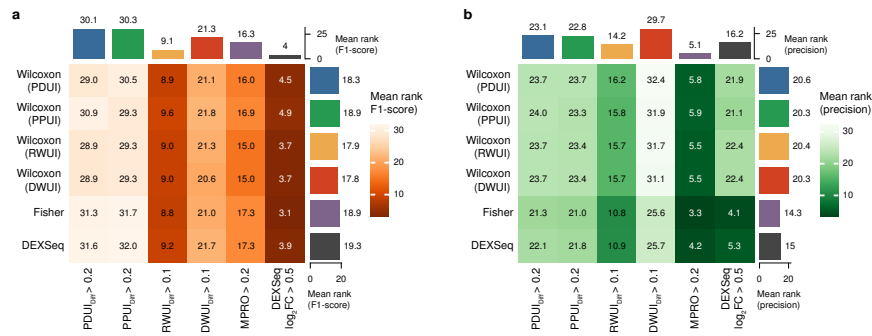 a
30.1 30.3 9.1 21.3 16.3 4
25
0
Mean rank
(F1-score)
Wilcoxon
(PDUI)
29.0 30.5 8.9 21.1 16.0 4.5 18.3
Wilcoxon
(PPUI)
30.9 29.3 9.6 21.8 16.9 4.9 18.9
Wilcoxon
(RWUI)
28.9 29.3 9.0 21.3 15.0 3.7 17.9
Wilcoxon
(DWUI)
28.9 29.3 9.0 20.6 15.0 3.7 17.8
Fisher 31.3 31.7 8.8 21.0 17.3 3.1 18.9
DEXSeq 31.6 32.0 9.2 21.7 17.3 3.9 19.3
Mean rank
F1-score)
30
20
10
0 20
Mean rank
(F1-score)
PDUI Diff > 0.2
PPUI Diff > 0.2
RWUI Diff > 0.1
DWUI Diff > 0.1
MPRO > 0.2
DEXSeq
log2FC > 0.5
b
23.1 22.8 14.2 29.7 5.1 16.2
25
0
Mean rank
(precision)
Wilcoxon
(PDUI)
23.7 23.7 16.2 32.4 5.8 21.9 20.6
Wilcoxon
(PPUI)
24.0 23.3 15.8 31.9 5.9 21.1 20.3
Wilcoxon
(RWUI)
23.7 23.4 15.7 31.7 5.5 22.4 20.4
Wilcoxon
(DWUI)
23.7 23.4 15.7 31.1 5.5 22.4 20.3
Fisher 21.3 21.0 10.8 25.6 3.3 4.1 14.3
DEXSeq 22.1 21.8 10.9 25.7 4.2 5.3 15
Mean rank
(precision)
30
20
10
0 20
Mean rank
(precision)
PDUI Diff > 0.2
PPUI Diff > 0.2
RWUI Diff > 0.1
DWUI Diff > 0.1
MPRO > 0.2
DEXSeq
log2FC > 0.5